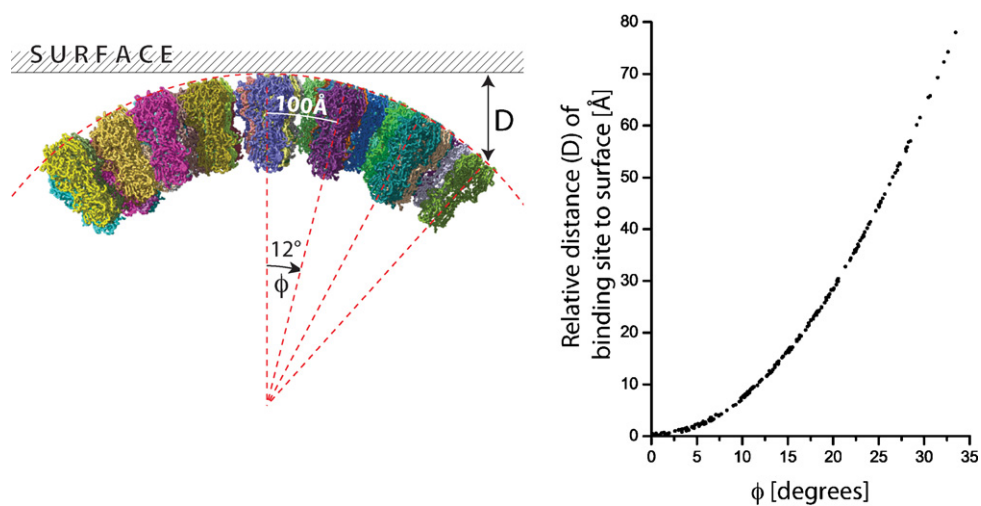 SURFACE
100Å
D
12°
ϕ
Relative distance (D) of
binding site to surface [Å]
80
70
60
50
40
30
20
10
0
0 5 10 15 20 25 30 35
ϕ [degrees]